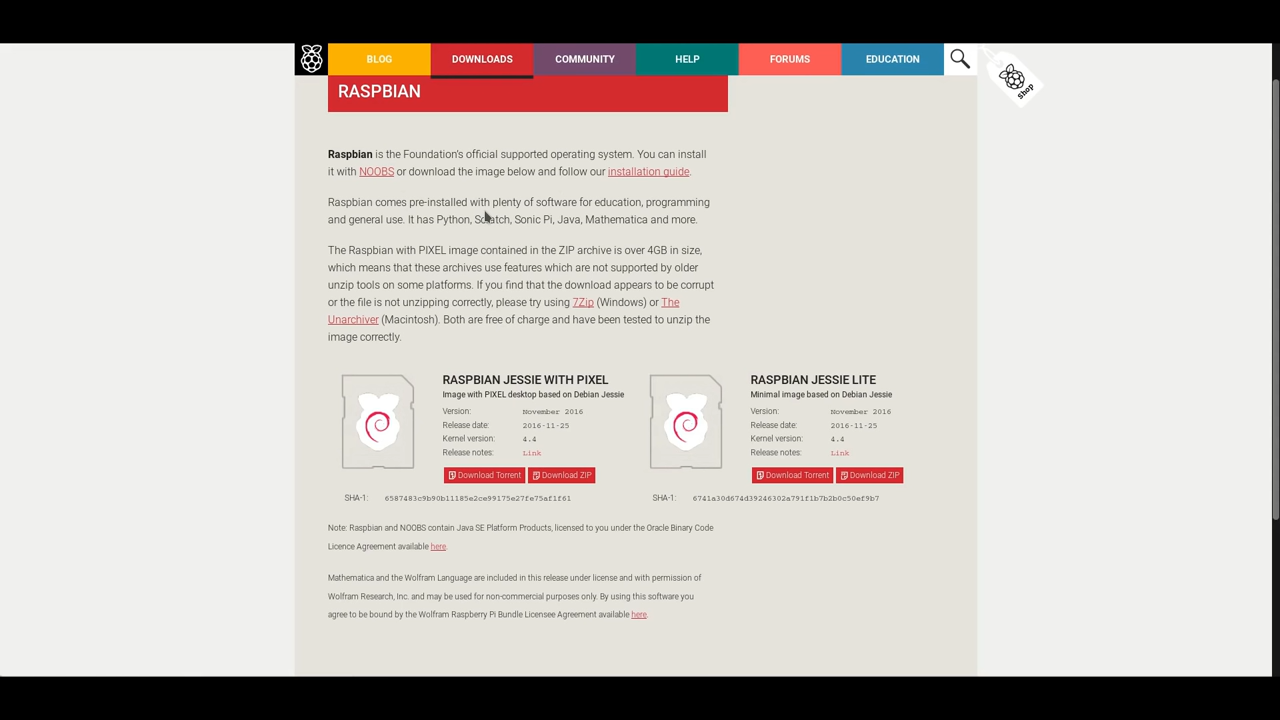 BLOG DOWNLOADS COMMUNITY HELP FORUMS EDUCATION
Shop
RASPBIAN
Raspbian is the Foundation's official supported operating system. You can install
it with NOOBS or download the image below and follow our installation guide.
Raspbian comes pre-installed with plenty of software for education, programming
and general use. It has Python, Scratch, Sonic Pi, Java, Mathematica and more.
The Raspbian with PIXEL image contained in the ZIP archive is over 4GB in size,
which means that these archives use features which are not supported by older
unzip tools on some platforms. If you find that the download appears to be corrupt
or the file is not unzipping correctly, please try using 7Zip (Windows) or The
Unarchiver (Macintosh). Both are free of charge and have been tested to unzip the
image correctly.
RASPBIAN JESSIE WITH PIXEL
Image with PIXEL desktop based on Debian Jessie
Version: November 2016
Release date: 2016-11-25
Kernel version: 4.4
Release notes: Link
Download Torrent Download ZIP
SHA-1: 6587483c9b90b11185e2ce99175e27fe75af1f61
RASPBIAN JESSIE LITE
Minimal image based on Debian Jessie
Version: November 2016
Release date: 2016-11-25
Kernel version: 4.4
Release notes: Link
Download Torrent Download ZIP
SHA-1: 6741a30d674d39246302a791f1b7b2b0c50ef9b7
Note: Raspbian and NOOBS contain Java SE Platform Products, licensed to you under the Oracle Binary Code
Licence Agreement available here.
Mathematica and the Wolfram Language are included in this release under license and with permission of
Wolfram Research, Inc. and may be used for non-commercial purposes only. By using this software you
agree to be bound by the Wolfram Raspberry Pi Bundle Licensee Agreement available here.